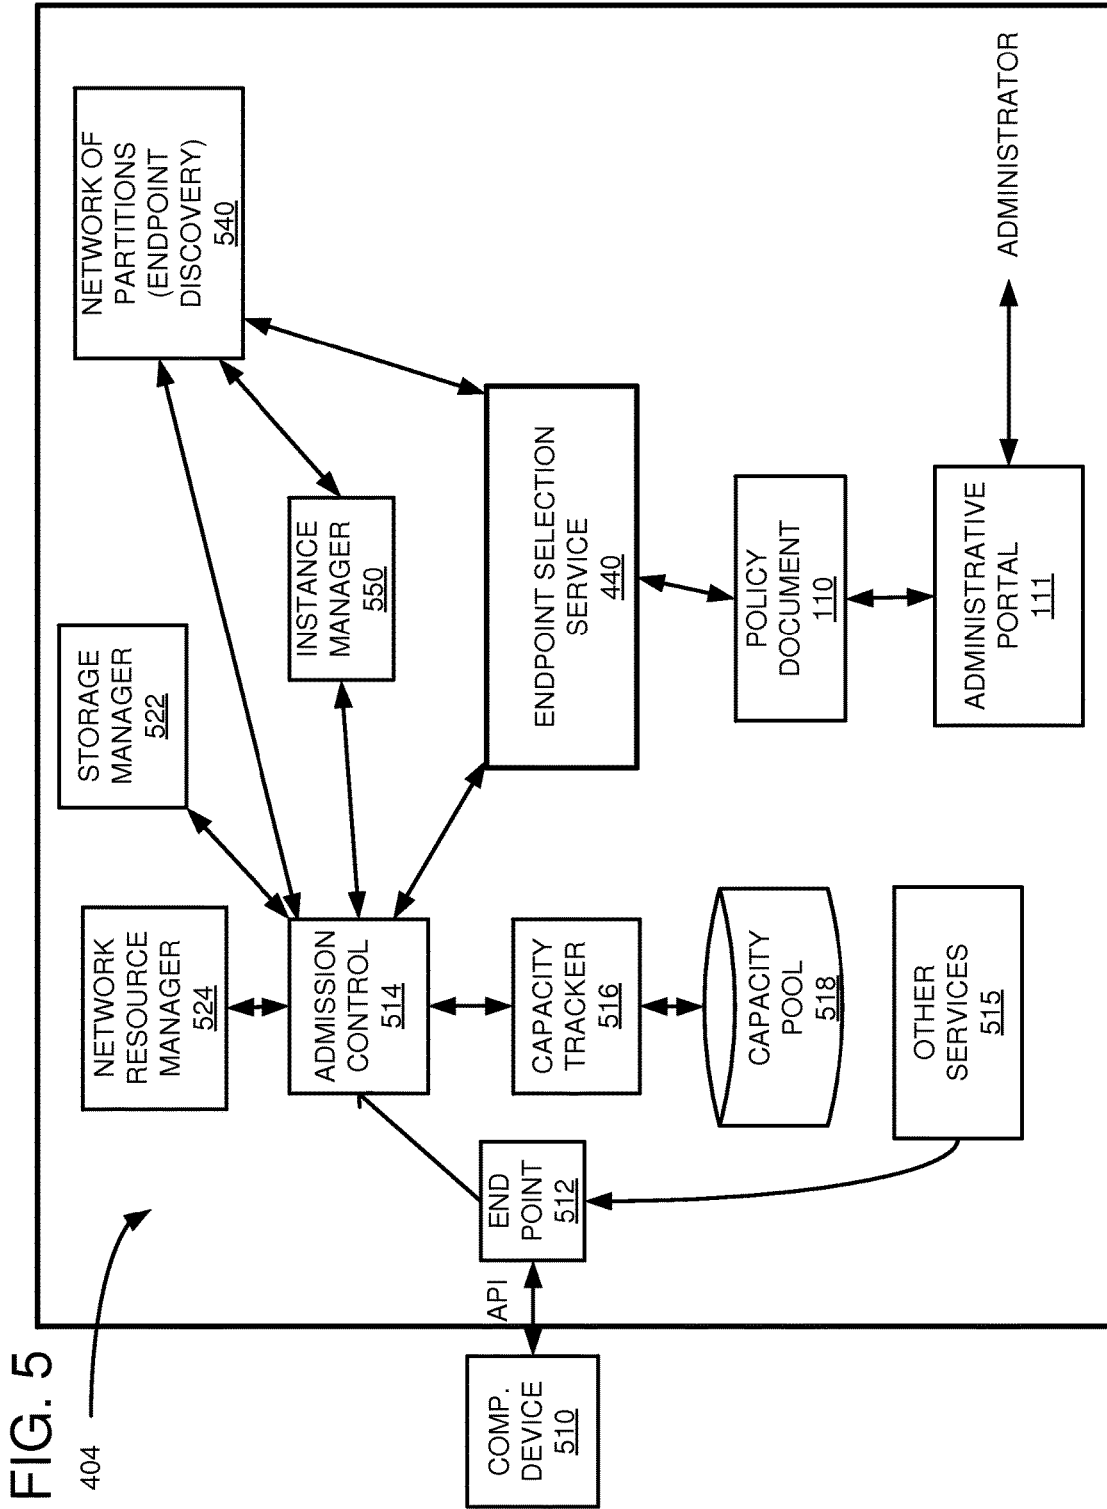 FIG. 5
404
COMP.
DEVICE
510
API
END
POINT
512
NETWORK
RESOURCE
MANAGER
524
ADMISSION
CONTROL
514
CAPACITY
TRACKER
516
CAPACITY
POOL
518
OTHER
SERVICES
515
STORAGE
MANAGER
522
INSTANCE
MANAGER
550
ENDPOINT SELECTION
SERVICE
440
POLICY
DOCUMENT
110
ADMINISTRATIVE
PORTAL
111
NETWORK OF
PARTITIONS
(ENDPOINT
DISCOVERY)
540
ADMINISTRATOR